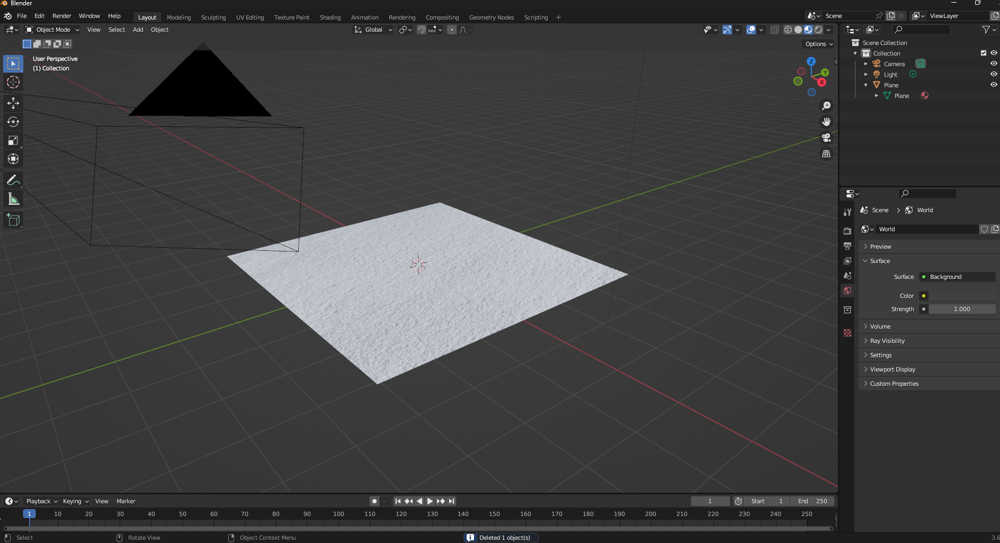 Blender
File Edit Render Window Help Layout Modeling Sculpting UV Editing Texture Paint Shading Animation Rendering Compositing Geometry Nodes Scripting + Scene ViewLayer
Object Mode View Select Add Object Global
Options
User Perspective
(1) Collection
Z
Y
X
Scene Collection
Collection
Camera
Light
Plane
Plane
Scene > World
World
Preview
Surface
Surface Background
Color
Strength 1.000
Volume
Ray Visibility
Settings
Viewport Display
Custom Properties
Playback Keying View Marker 1 Start 1 End 250
1 10 20 30 40 50 60 70 80 90 100 110 120 130 140 150 160 170 180 190 200 210 220 230 240 250
Select Rotate View Object Context Menu Deleted 1 object(s) 3.6